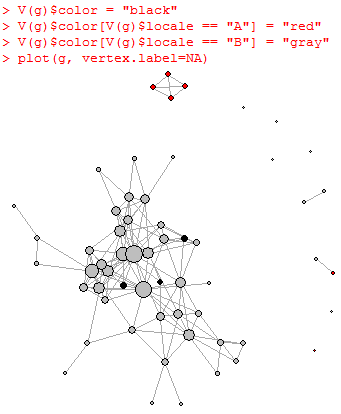 > V(g)$color = "black"
> V(g)$color[V(g)$locale == "A"] = "red"
> V(g)$color[V(g)$locale == "B"] = "gray"
> plot(g, vertex.label=NA)